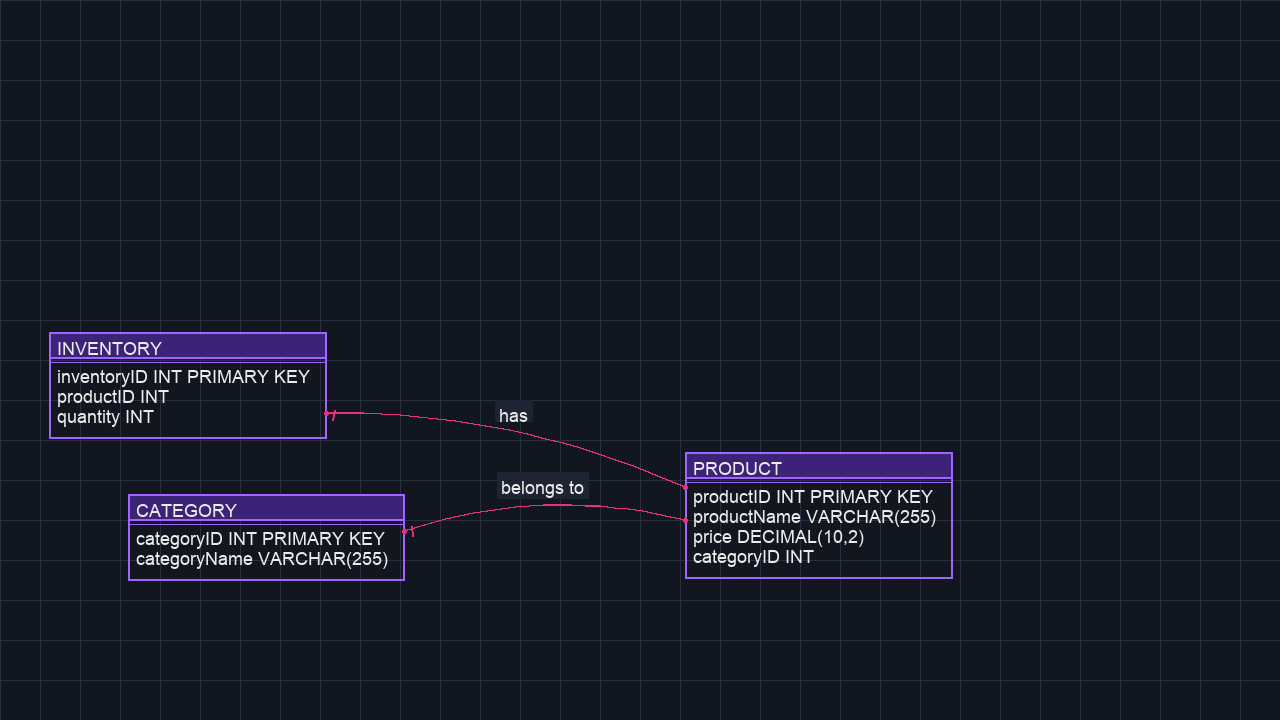 INVENTORY
inventoryID INT PRIMARY KEY
productID INT
quantity INT
has
belongs to
CATEGORY
categoryID INT PRIMARY KEY
categoryName VARCHAR(255)
PRODUCT
productID INT PRIMARY KEY
productName VARCHAR(255)
price DECIMAL(10,2)
categoryID INT